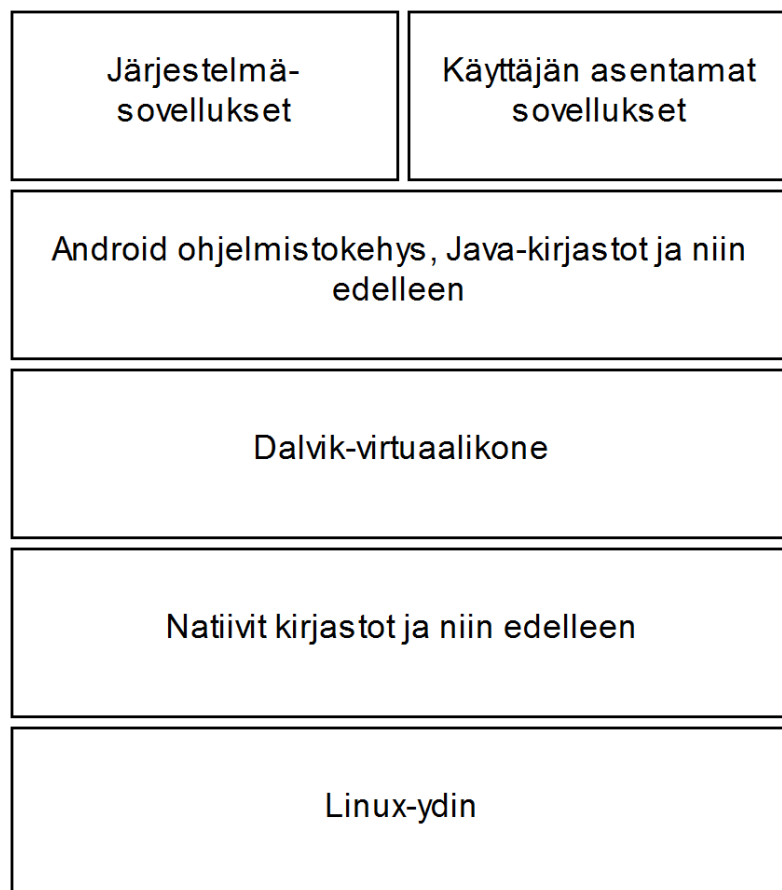 Järjestelmä-
sovellukset
Käyttäjän asentamat
sovellukset
Android ohjelmistokehys, Java-kirjastot ja niin
edelleen
Dalvik-virtuaalikone
Natiivit kirjastot ja niin edelleen
Linux-ydin